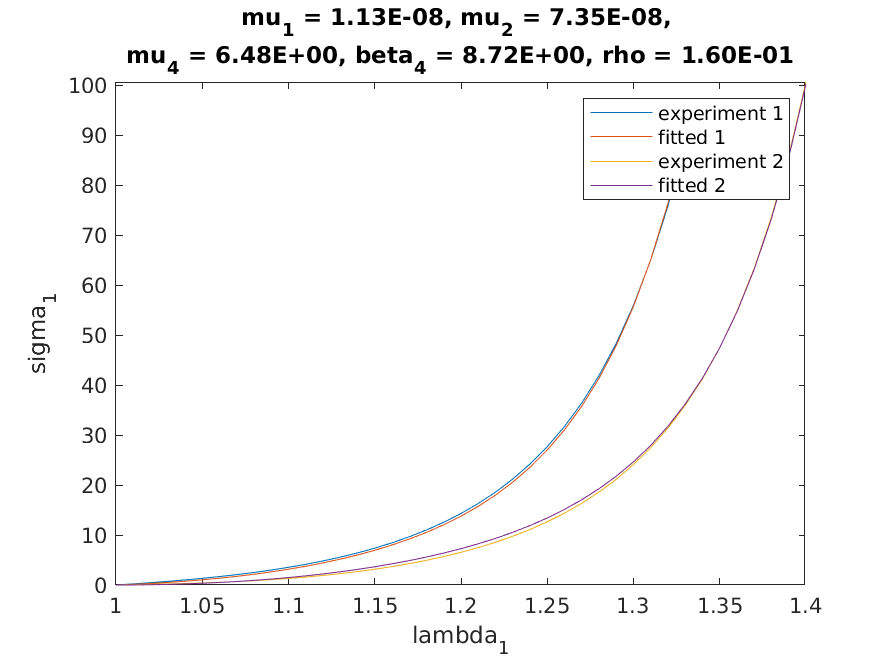 mu1 = 1.13E-08, mu2 = 7.35E-08,
mu4 = 6.48E+00, beta4 = 8.72E+00, rho = 1.60E-01
100
90
80
70
60
50
40
30
20
10
0
sigma1
experiment 1
fitted 1
experiment 2
fitted 2
1 1.05 1.1 1.15 1.2 1.25 1.3 1.35 1.4
lambda1